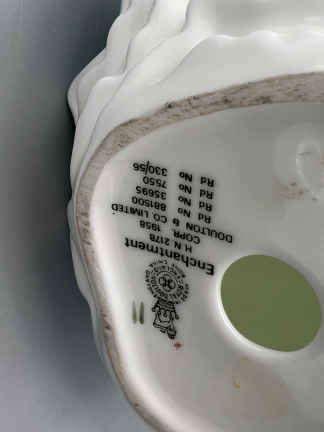 Enchantment
H.N. 2178
COPR. 1956
DOULTON & CO. LIMITED
Rd No 881500
Rd No 35695
Rd No 7550
Rd No 330/56